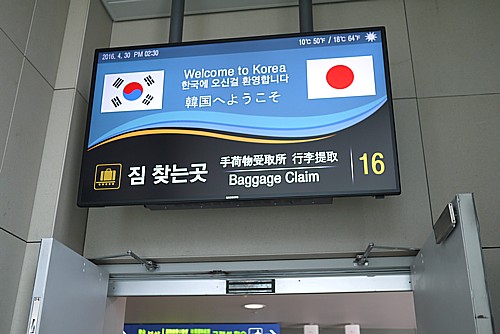 2016. 4. 30 PM 02:30
10℃ 50℉ / 18℃ 64℉
Welcome to Korea
한국에 오신걸 환영합니다
韓国へようこそ
짐 찾는곳
手荷物受取所 行李提取
Baggage Claim
16